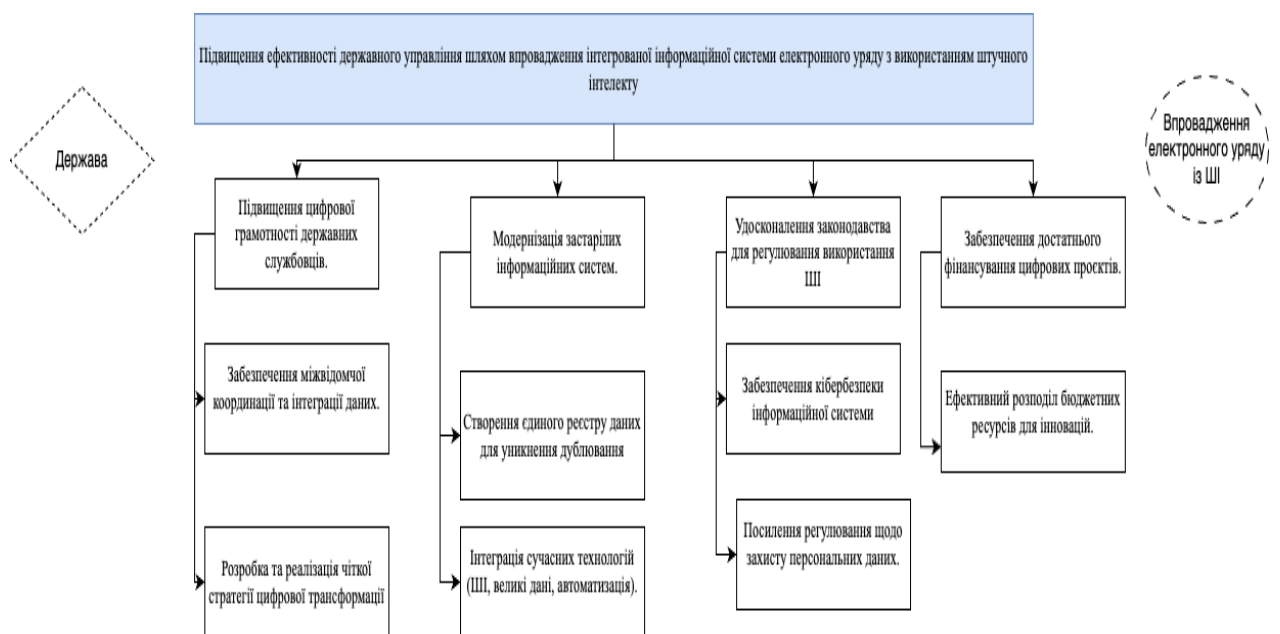 Підвищення ефективності державного управління шляхом впровадження інтегрованої інформаційної системи електронного уряду з використанням штучного
інтелекту
Держава
Впровадження
електронного уряду
із ШІ
Підвищення цифрової
грамотності державних
службовців.
Модернізація застарілих
інформаційних систем.
Удосконалення законодавства
для регулювання використання
ШІ
Забезпечення достатнього
фінансування цифрових проєктів.
Забезпечення міжвідомчої
координації та інтеграції даних.
Створення єдиного реєстру даних
для уникнення дублювання
Забезпечення кібербезпеки
інформаційної системи
Ефективний розподіл бюджетних
ресурсів для інновацій.
Розробка та реалізація чіткої
стратегії цифрової трансформації
Інтеграція сучасних технологій
(ШІ, великі дані, автоматизація).
Посилення регулювання щодо
захисту персональних даних.